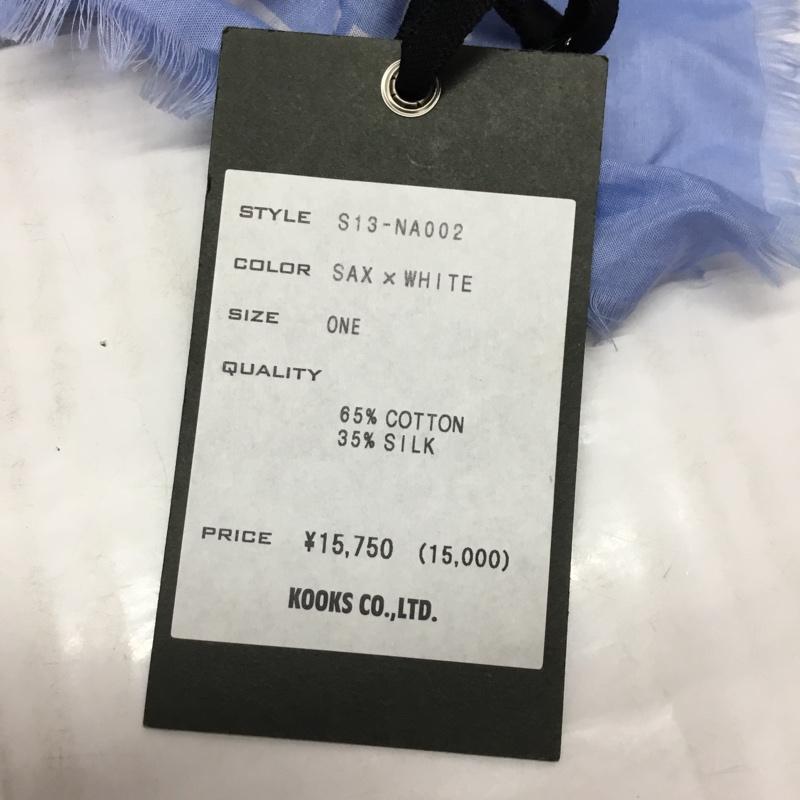 STYLE S13-NA002
COLOR SAX × WHITE
SIZE ONE
QUALITY
65% COTTON
35% SILK
PRICE ¥15,750 (15,000)
KOOKS CO.,LTD.